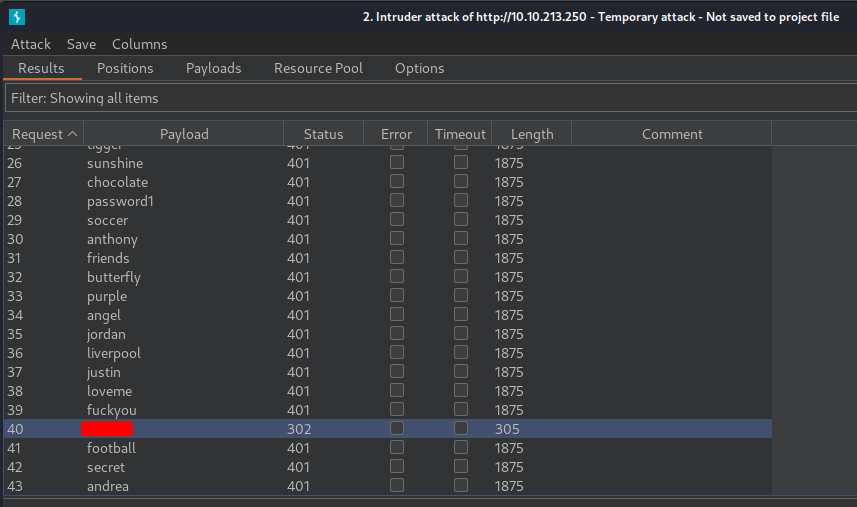 2. Intruder attack of http://10.10.213.250 - Temporary attack - Not saved to project file
Attack Save Columns
Results Positions Payloads Resource Pool Options
Filter: Showing all items
Request Payload Status Error Timeout Length Comment
25 tigger 401 1875
26 sunshine 401 1875
27 chocolate 401 1875
28 password1 401 1875
29 soccer 401 1875
30 anthony 401 1875
31 friends 401 1875
32 butterfly 401 1875
33 purple 401 1875
34 angel 401 1875
35 jordan 401 1875
36 liverpool 401 1875
37 justin 401 1875
38 loveme 401 1875
39 fuckyou 401 1875
40 302 305
41 football 401 1875
42 secret 401 1875
43 andrea 401 1875